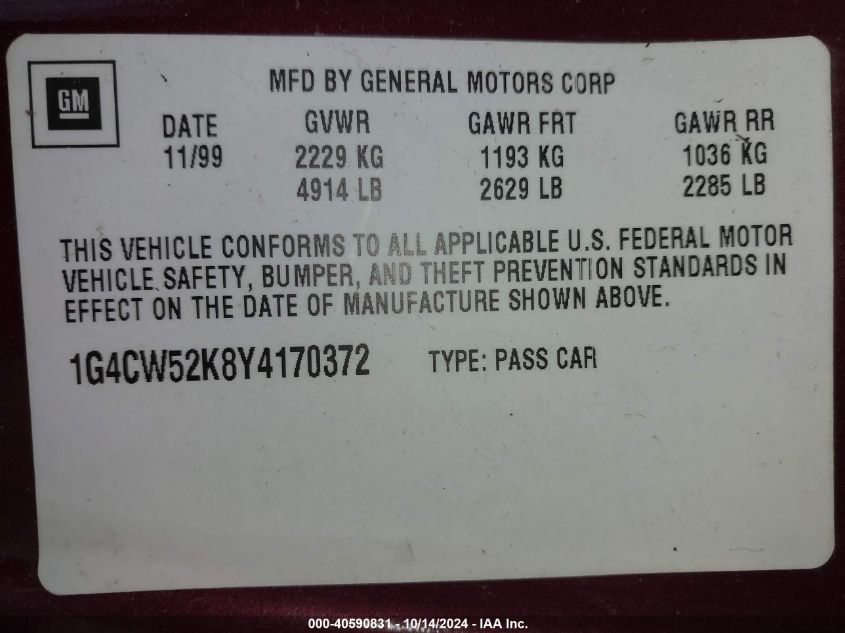 MFD BY GENERAL MOTORS CORP
GM
DATE GVWR GAWR FRT GAWR RR
11/99 2229 KG 1193 KG 1036 KG
4914 LB 2629 LB 2285 LB
THIS VEHICLE CONFORMS TO ALL APPLICABLE U.S. FEDERAL MOTOR
VEHICLE SAFETY, BUMPER, AND THEFT PREVENTION STANDARDS IN
EFFECT ON THE DATE OF MANUFACTURE SHOWN ABOVE.
1G4CW52K8Y4170372 TYPE: PASS CAR
000-40590831 - 10/14/2024 - IAA Inc.